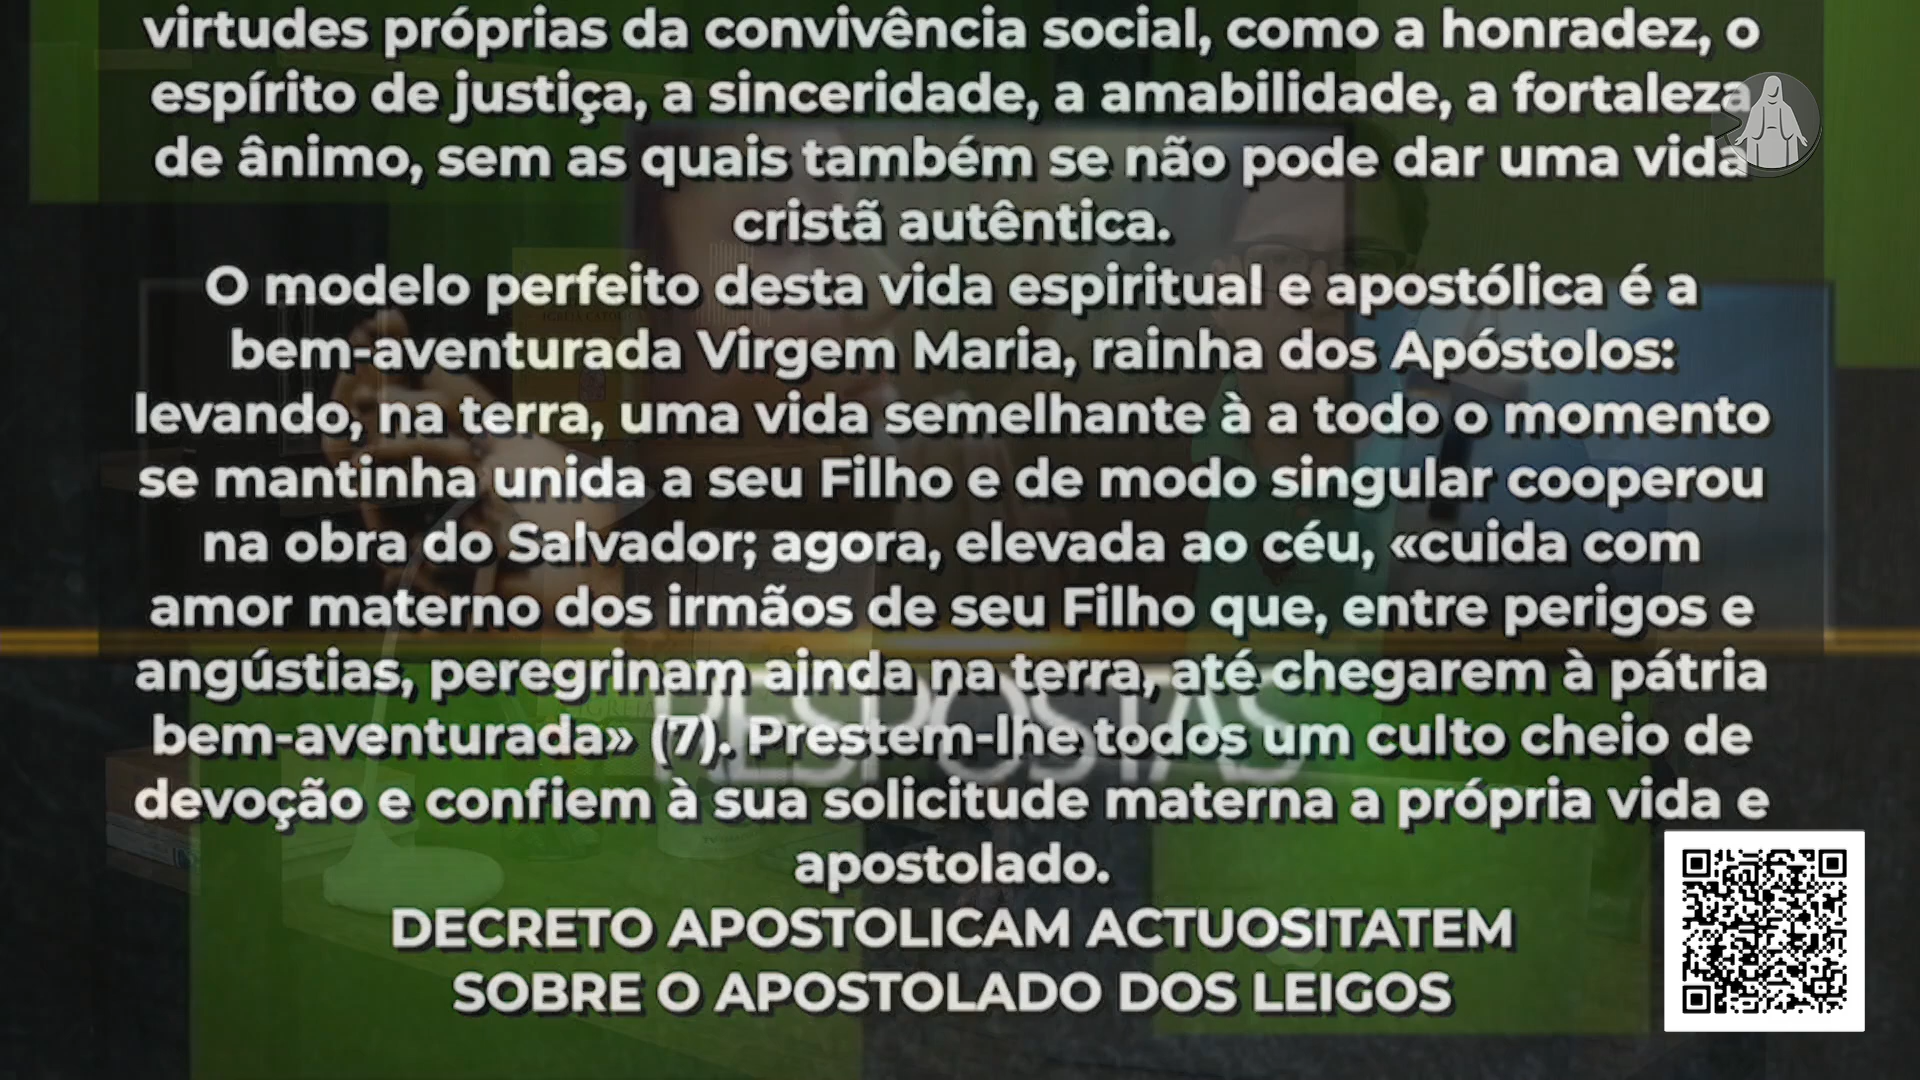 virtudes próprias da convivência social, como a honradez, o
espírito de justiça, a sinceridade, a amabilidade, a fortaleza
de ânimo, sem as quais também se não pode dar uma vida
cristã autêntica.
O modelo perfeito desta vida espiritual e apostólica é a
bem-aventurada Virgem Maria, rainha dos Apóstolos:
levando, na terra, uma vida semelhante à a todo o momento
se mantinha unida a seu Filho e de modo singular cooperou
na obra do Salvador; agora, elevada ao céu, «cuida com
amor materno dos irmãos de seu Filho que, entre perigos e
angústias, peregrinam ainda na terra, até chegarem à pátria
bem-aventurada» (7). Prestem-lhe todos um culto cheio de
devoção e confiem à sua solicitude materna a própria vida e
apostolado.
DECRETO APOSTOLICAM ACTUOSITATEM
SOBRE O APOSTOLADO DOS LEIGOS
RESPOSTAS